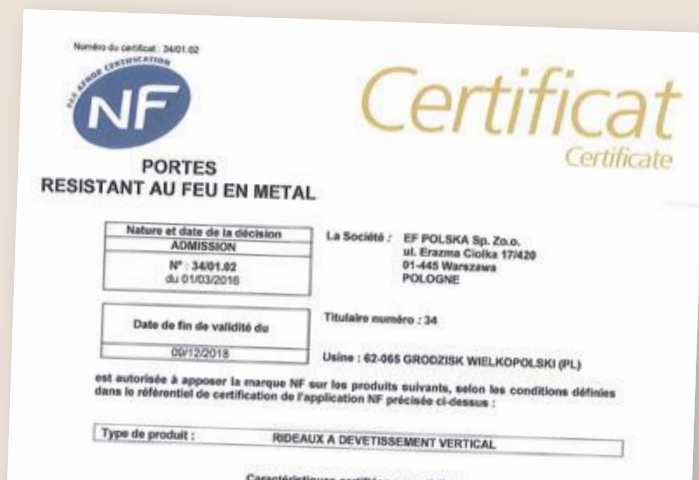 Numéro du certificat : 34/01.02
PAR AFNOR CERTIFICATION
NF
Certificat
Certificate
PORTES
RESISTANT AU FEU EN METAL
Nature et date de la décision
ADMISSION
N° : 34/01.02
du 01/03/2016
La Société : EF POLSKA Sp. Zo.o.
ul. Erazma Ciolka 17/420
01-445 Warszawa
POLOGNE
Date de fin de validité du
09/12/2018
Titulaire numéro : 34
Usine : 62-065 GRODZISK WIELKOPOLSKI (PL)
est autorisée à apposer la marque NF sur les produits suivants, selon les conditions définies
dans le référentiel de certification de l'application NF précisée ci-dessus :
Type de produit : RIDEAUX A DEVETISSEMENT VERTICAL
Caractéristiques certifiées